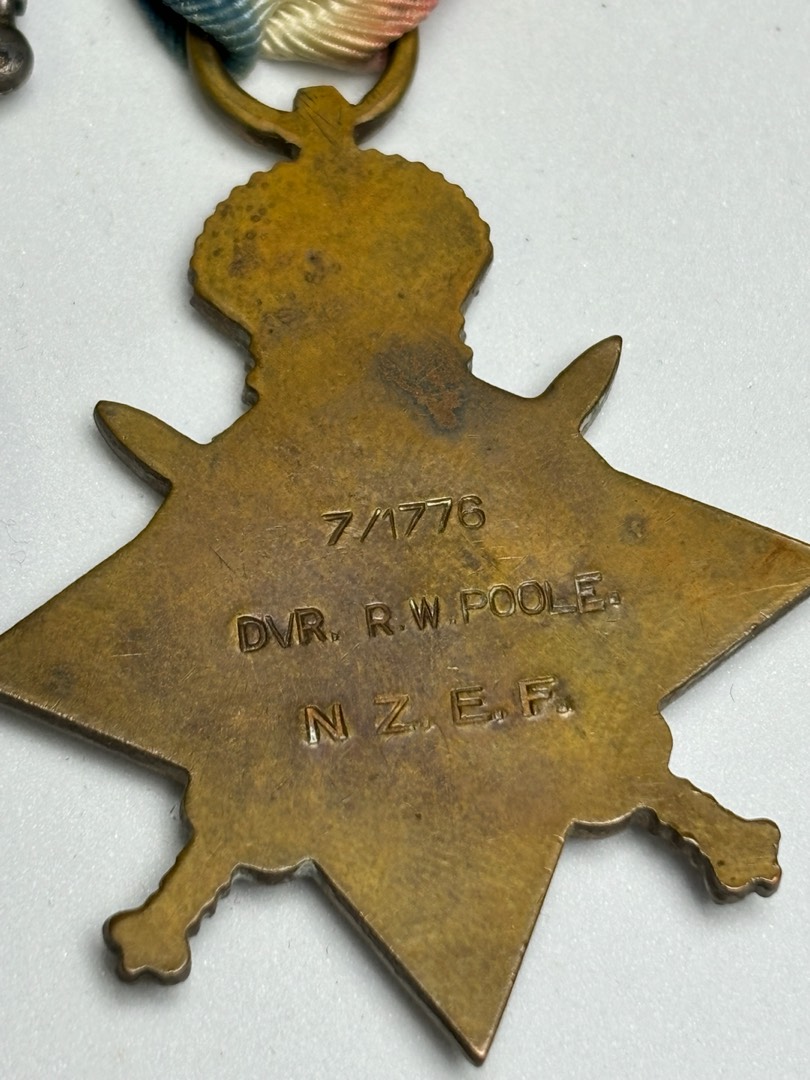 7/1776
DVR. R.W.POOLE.
N Z.E.F.